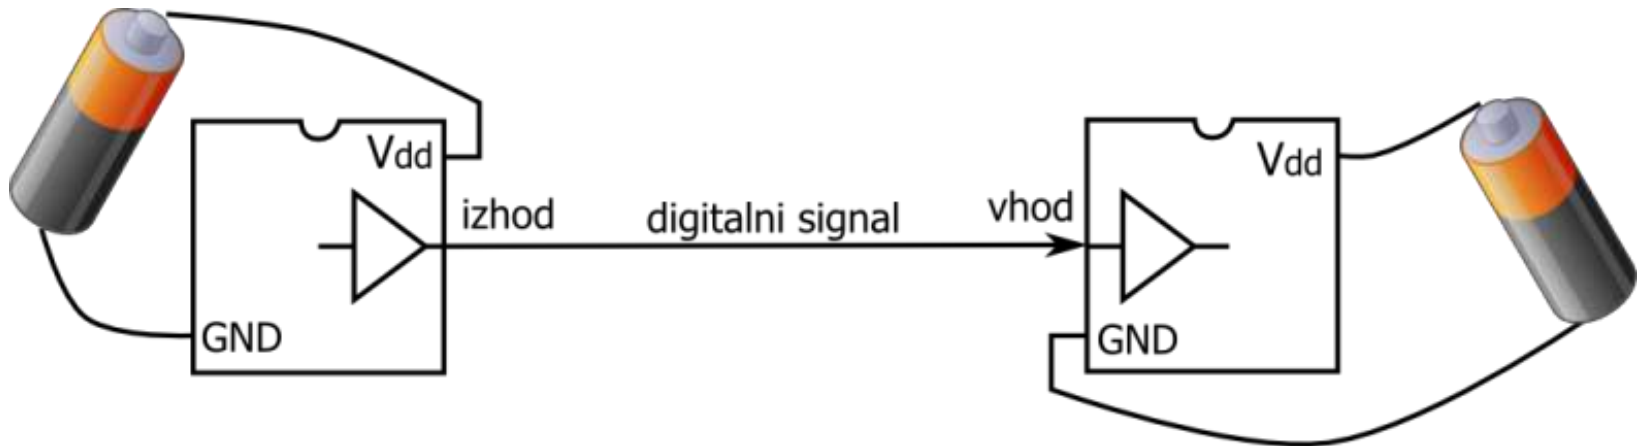 Vdd
izhod
GND
digitalni signal
vhod
Vdd
GND